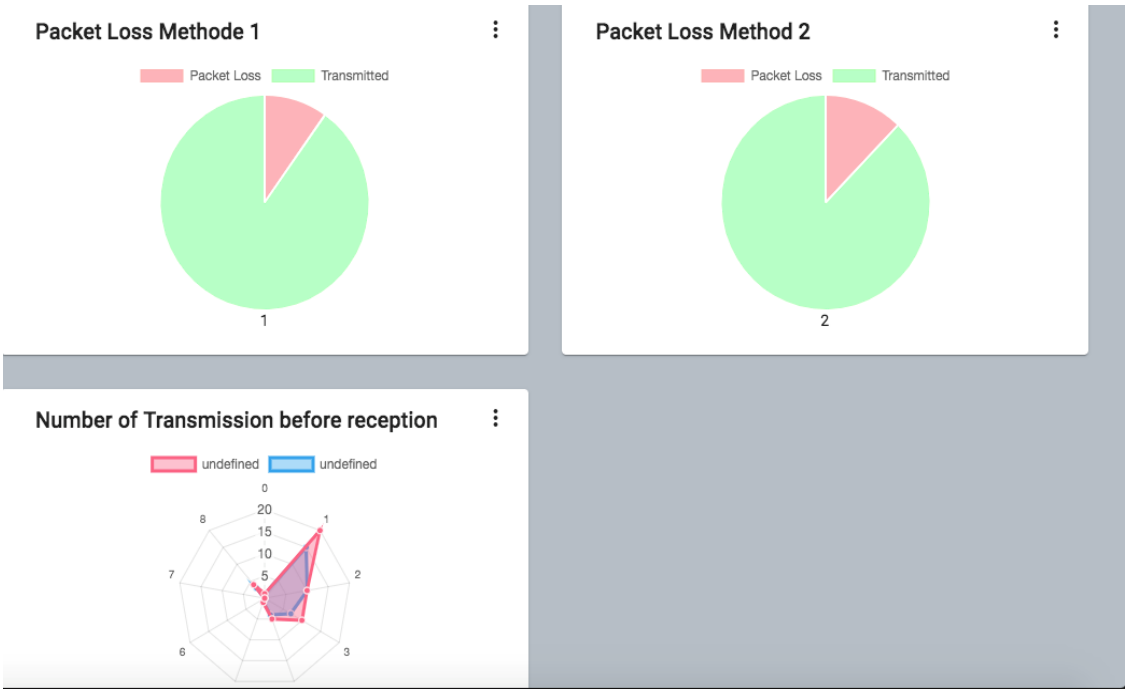 Packet Loss Methode 1
Packet Loss Transmitted
1
Packet Loss Method 2
Packet Loss Transmitted
2
Number of Transmission before reception
undefined undefined
0
20
8
1
15
10
7
5
2
6
3